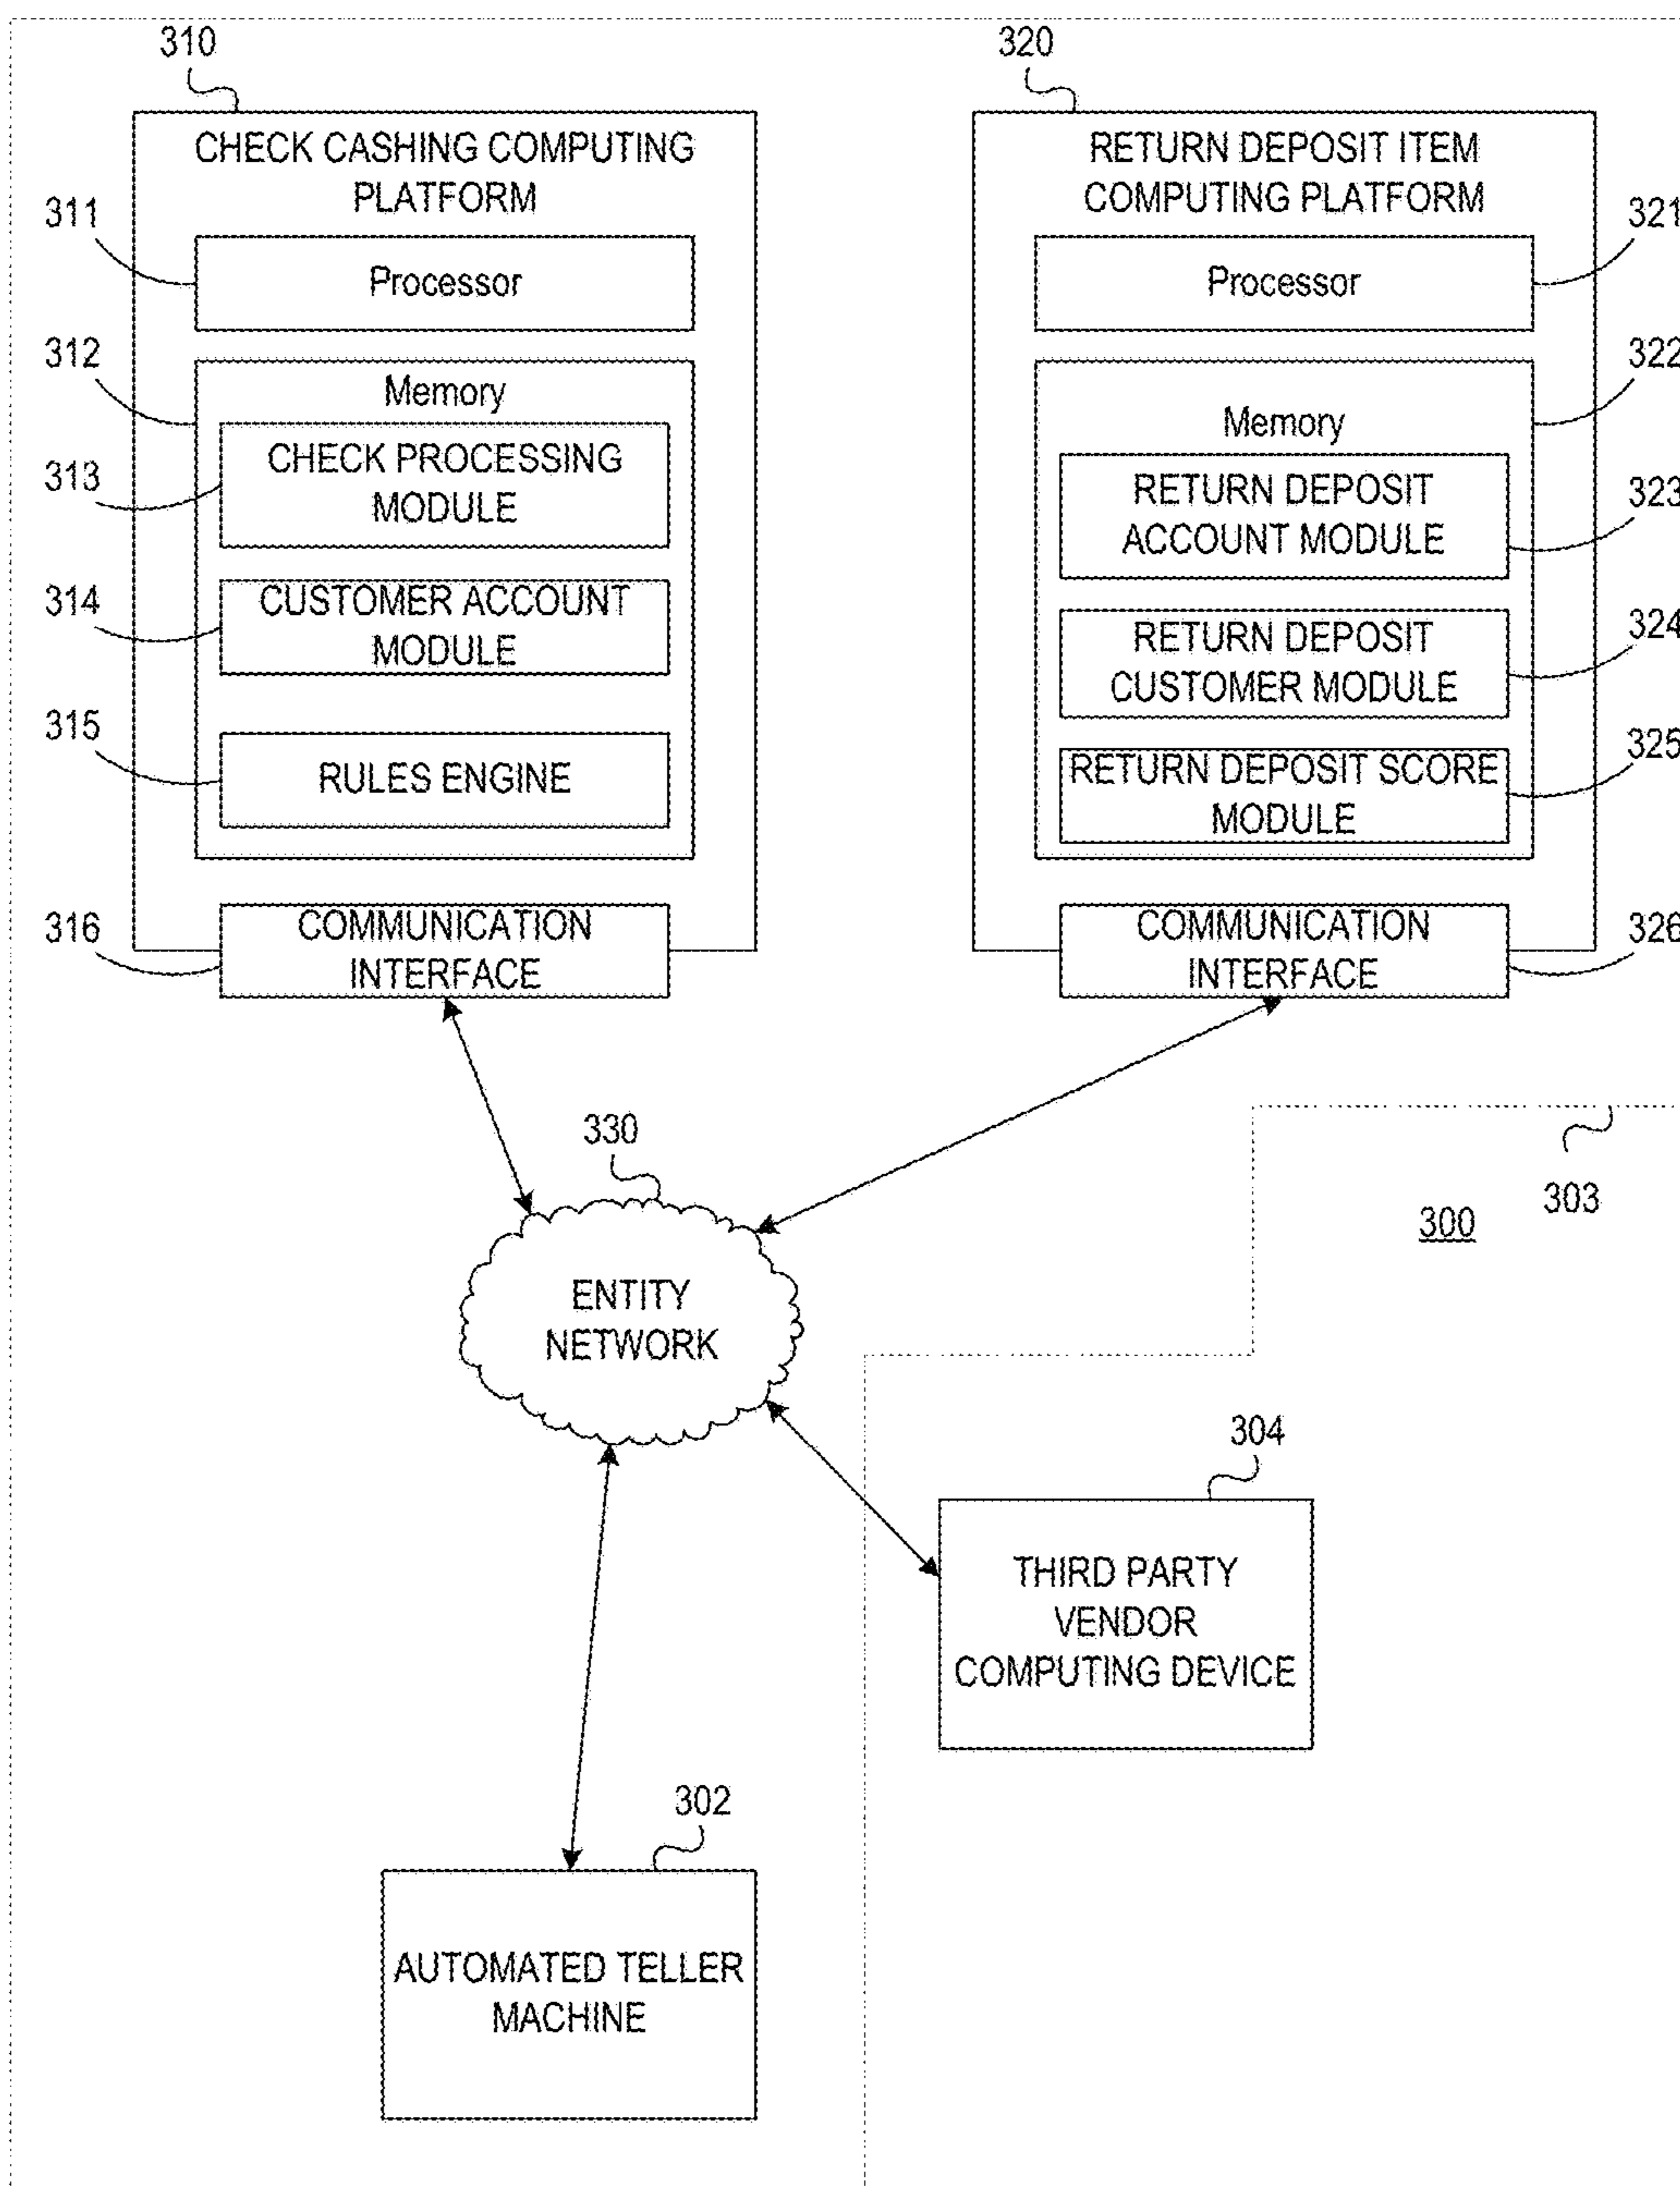 310
320
CHECK CASHING COMPUTING
PLATFORM
RETURN DEPOSIT ITEM
COMPUTING PLATFORM
311
Processor
Processor
321
312
Memory
322
Memory
313
CHECK PROCESSING
MODULE
RETURN DEPOSIT
ACCOUNT MODULE
323
314
CUSTOMER ACCOUNT
MODULE
RETURN DEPOSIT
CUSTOMER MODULE
324
315
RULES ENGINE
RETURN DEPOSIT SCORE
MODULE
325
316
COMMUNICATION
INTERFACE
COMMUNICATION
INTERFACE
326
330
303
300
ENTITY
NETWORK
304
THIRD PARTY
VENDOR
COMPUTING DEVICE
302
AUTOMATED TELLER
MACHINE